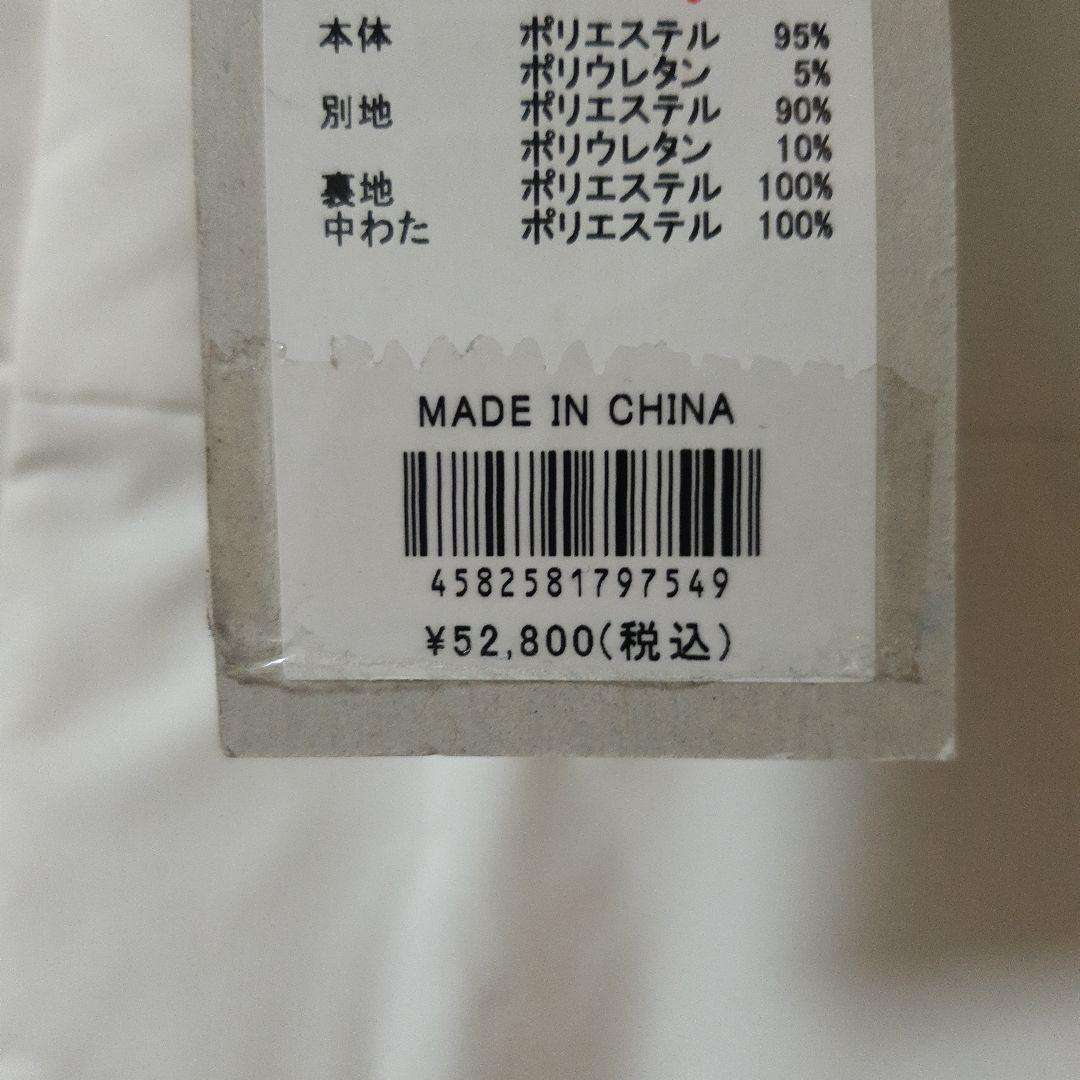 本体 ポリエステル 95%
ポリウレタン 5%
別地 ポリエステル 90%
ポリウレタン 10%
裏地 ポリエステル 100%
中わた ポリエステル 100%
MADE IN CHINA
4582581797549
¥52,800(税込)